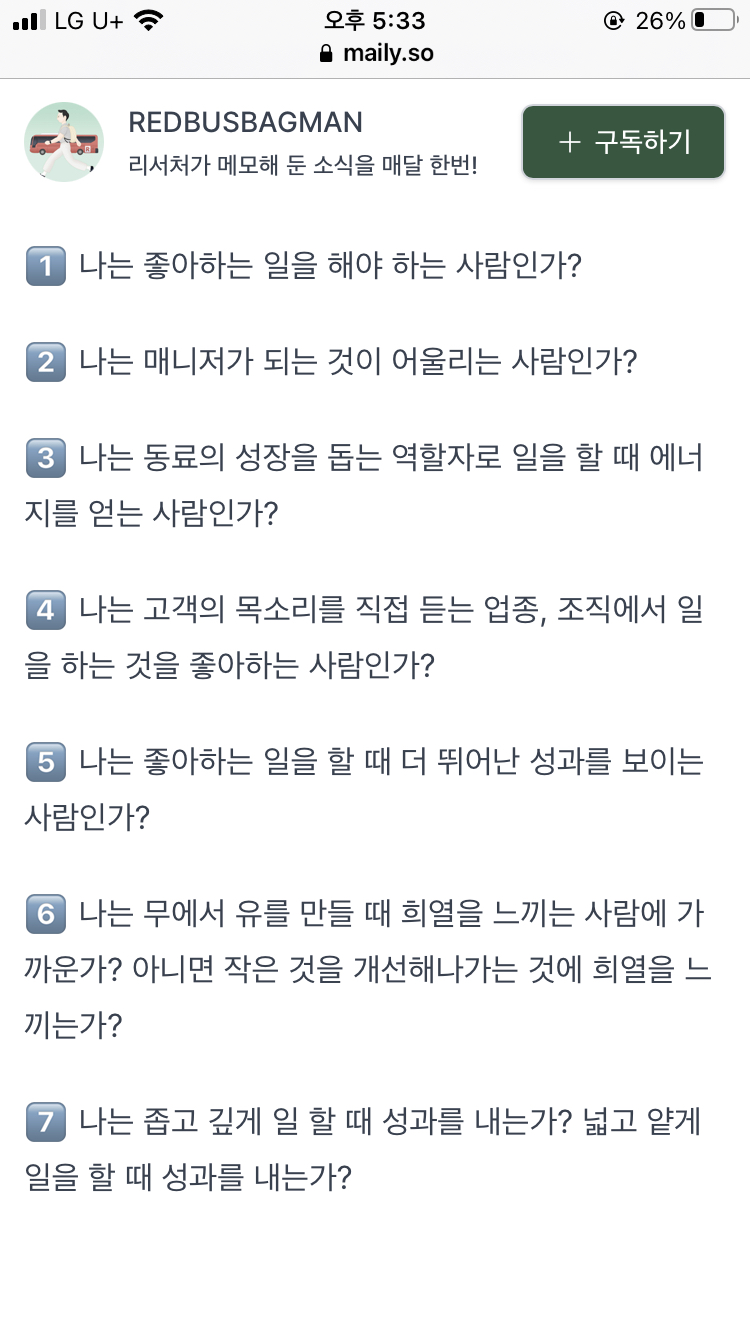 LG U+ 오후 5:33 26%
maily.so
REDBUSBAGMAN
리서처가 메모해 둔 소식을 매달 한번!
+ 구독하기
1 나는 좋아하는 일을 해야 하는 사람인가?
2 나는 매니저가 되는 것이 어울리는 사람인가?
3 나는 동료의 성장을 돕는 역할자로 일을 할 때 에너
지를 얻는 사람인가?
4 나는 고객의 목소리를 직접 듣는 업종, 조직에서 일
을 하는 것을 좋아하는 사람인가?
5 나는 좋아하는 일을 할 때 더 뛰어난 성과를 보이는
사람인가?
6 나는 무에서 유를 만들 때 희열을 느끼는 사람에 가
까운가? 아니면 작은 것을 개선해나가는 것에 희열을 느
끼는가?
7 나는 좁고 깊게 일 할 때 성과를 내는가? 넓고 얕게
일을 할 때 성과를 내는가?